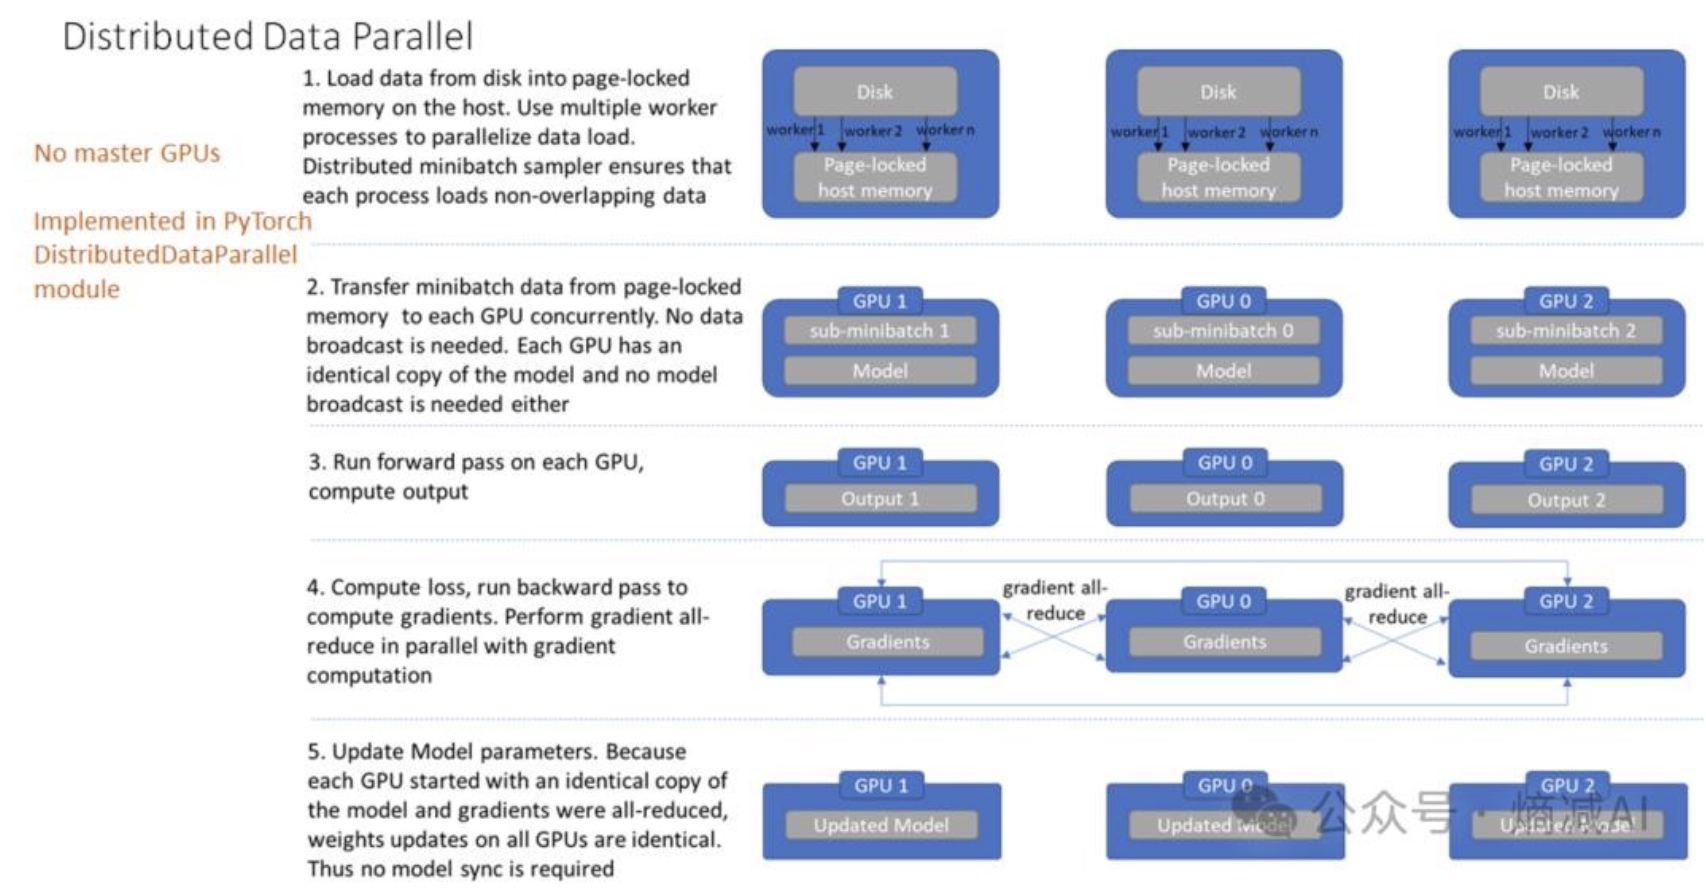 Distributed Data Parallel
No master GPUs
Implemented in PyTorch
DistributedDataParallel
module
1. Load data from disk into page-locked
memory on the host. Use multiple worker
processes to parallelize data load.
Distributed minibatch sampler ensures that
each process loads non-overlapping data
Disk
worker1 worker 2 worker n
Page-locked
host memory
Disk
worker1 worker 2 worker n
Page-locked
host memory
Disk
worker1 worker 2 worker n
Page-locked
host memory
2. Transfer minibatch data from page-locked
memory to each GPU concurrently. No data
broadcast is needed. Each GPU has an
identical copy of the model and no model
broadcast is needed either
GPU 1
sub-minibatch 1
Model
GPU 0
sub-minibatch 0
Model
GPU 2
sub-minibatch 2
Model
3. Run forward pass on each GPU,
compute output
GPU 1
Output 1
GPU 0
Output 0
GPU 2
Output 2
4. Compute loss, run backward pass to
compute gradients. Perform gradient all-
reduce in parallel with gradient
computation
GPU 1
Gradients
gradient all-
reduce
GPU 0
Gradients
gradient all-
reduce
GPU 2
Gradients
5. Update Model parameters. Because
each GPU started with an identical copy of
the model and gradients were all-reduced,
weights updates on all GPUs are identical.
Thus no model sync is required
GPU 1
Updated Model
GPU 0
Updated Model
GPU 2
Updated Model
公众号 · 熵减AI